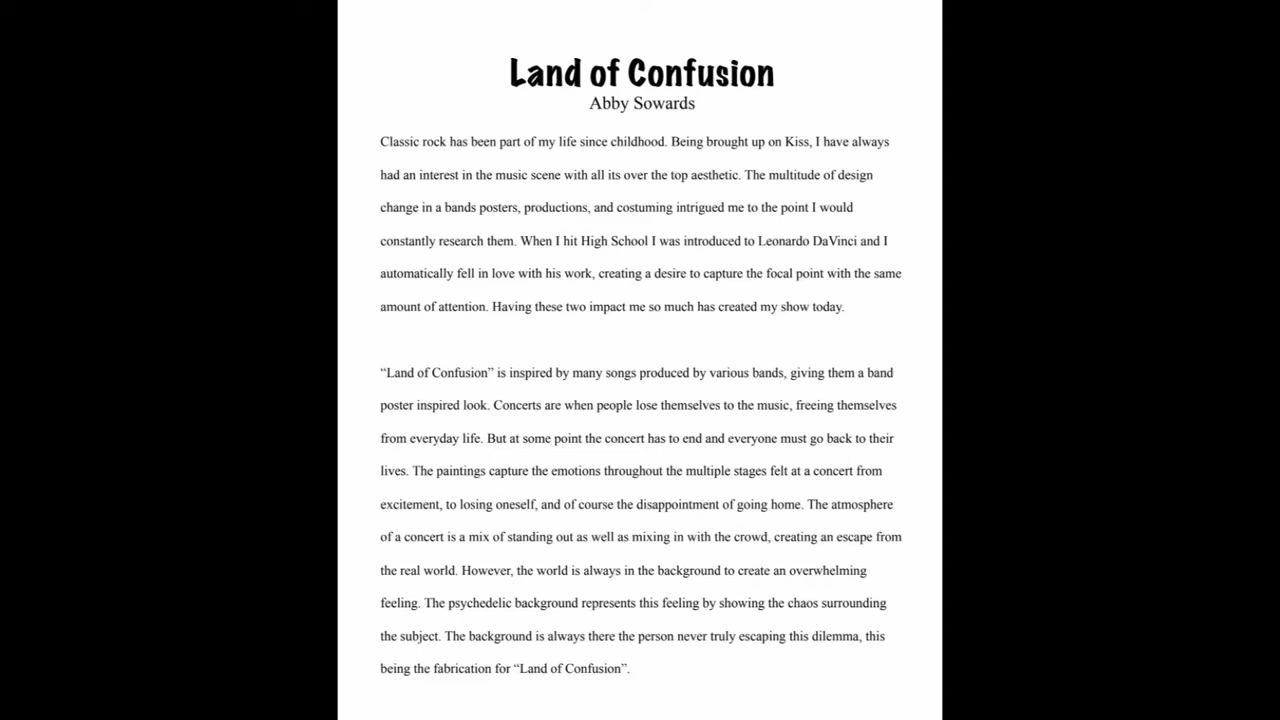 Land of Confusion
Abby Sowards
Classic rock has been part of my life since childhood. Being brought up on Kiss, I have always
had an interest in the music scene with all its over the top aesthetic. The multitude of design
change in a bands posters, productions, and costuming intrigued me to the point I would
constantly research them. When I hit High School I was introduced to Leonardo DaVinci and I
automatically fell in love with his work, creating a desire to capture the focal point with the same
amount of attention. Having these two impact me so much has created my show today.
“Land of Confusion” is inspired by many songs produced by various bands, giving them a band
poster inspired look. Concerts are when people lose themselves to the music, freeing themselves
from everyday life. But at some point the concert has to end and everyone must go back to their
lives. The paintings capture the emotions throughout the multiple stages felt at a concert from
excitement, to losing oneself, and of course the disappointment of going home. The atmosphere
of a concert is a mix of standing out as well as mixing in with the crowd, creating an escape from
the real world. However, the world is always in the background to create an overwhelming
feeling. The psychedelic background represents this feeling by showing the chaos surrounding
the subject. The background is always there the person never truly escaping this dilemma, this
being the fabrication for “Land of Confusion”.